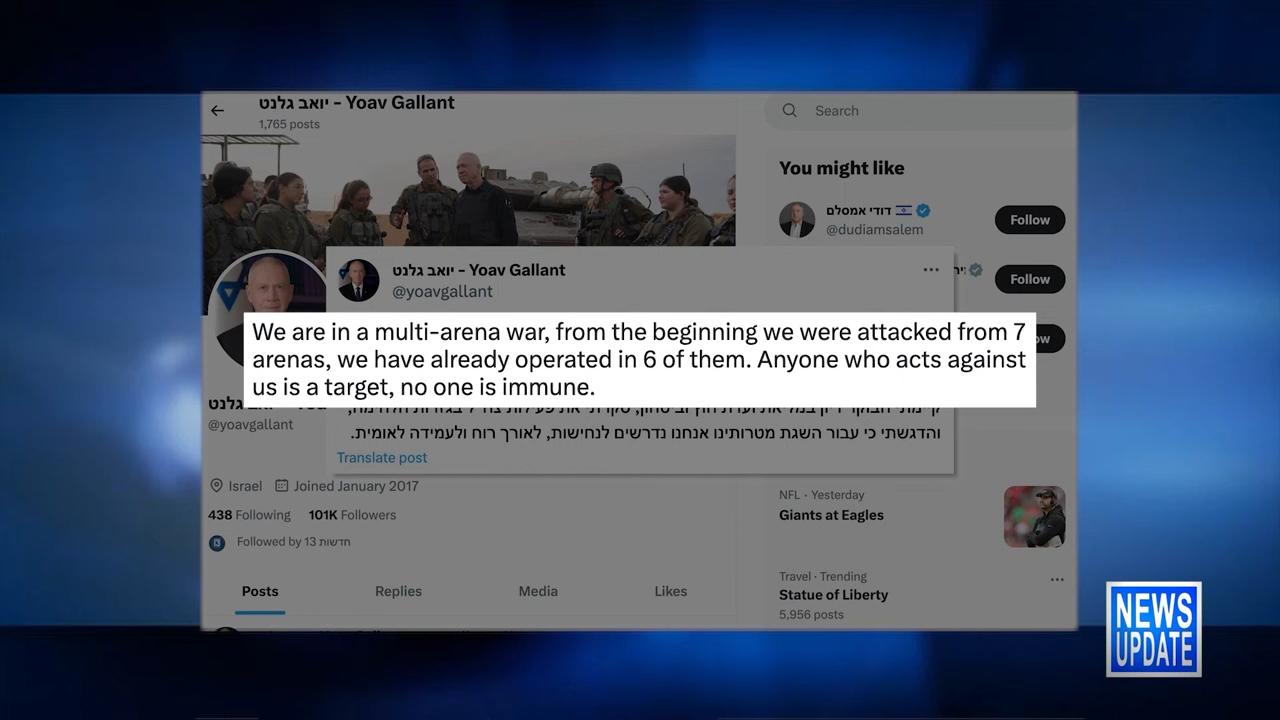 יואב גלנט - Yoav Gallant
1,765 posts
Search
You might like
דודי אמסלם
@dudiamsalem
Follow
Follow
יואב גלנט - Yoav Gallant
@yoavgallant
We are in a multi-arena war, from the beginning we were attacked from 7
arenas, we have already operated in 6 of them. Anyone who acts against
us is a target, no one is immune.
והדגשתי כי עבור השגת מטרותינו אנחנו נדרשים לנחישות, לאורך רוח ולעמידה לאומית.
Translate post
@yoavgallant
Israel
Joined January 2017
438 Following
101K Followers
Followed by חדשות 13
Posts
Replies
Media
Likes
NFL · Yesterday
Giants at Eagles
Travel · Trending
Statue of Liberty
5,956 posts
NEWS
UPDATE